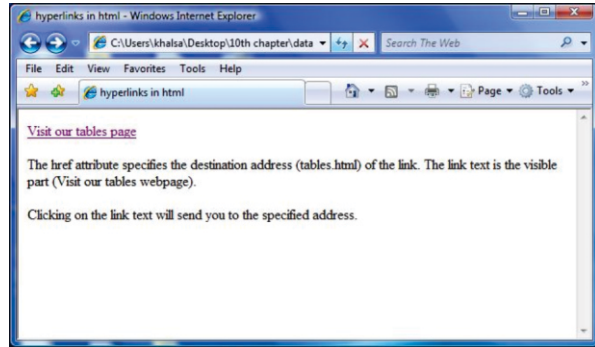 hyperlinks in html - Windows Internet Explorer
C:\Users\khalsa\Desktop\10th chapter\data
Search The Web
File Edit View Favorites Tools Help
hyperlinks in html
Page Tools
Visit our tables page
The href attribute specifies the destination address (tables.html) of the link. The link text is the visible
part (Visit our tables webpage).
Clicking on the link text will send you to the specified address.